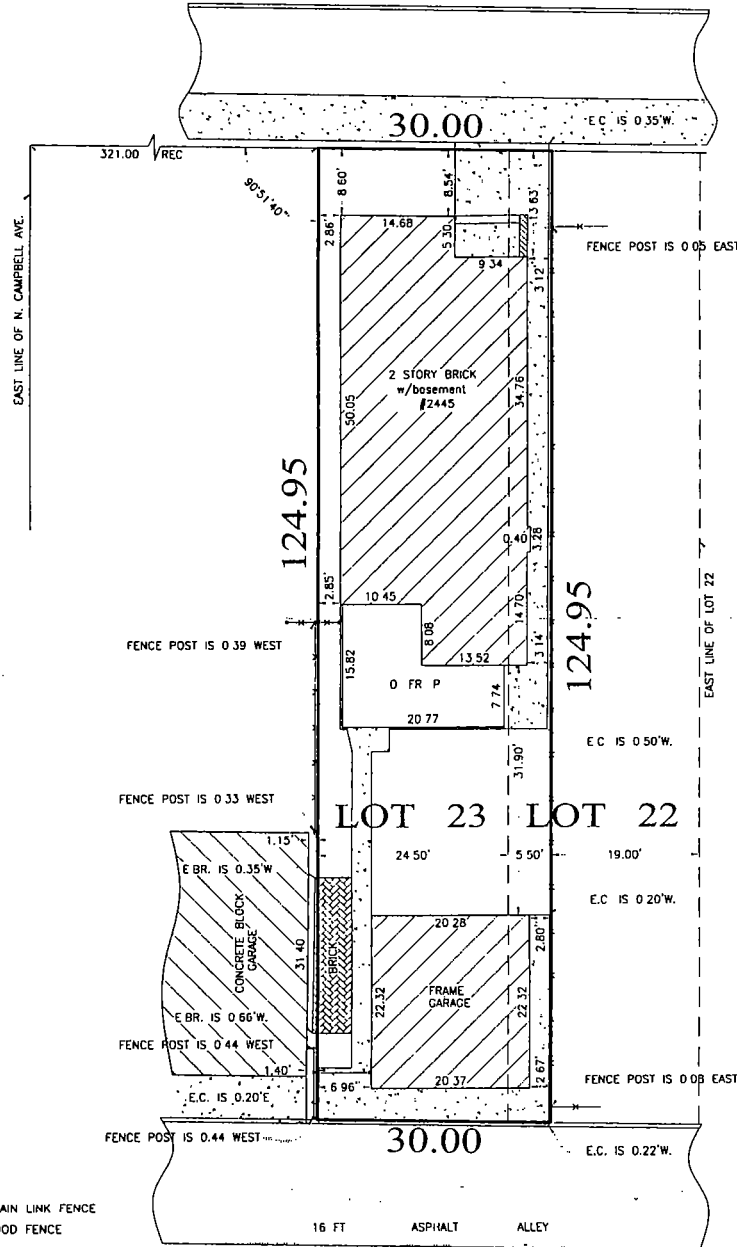 30.00
E.C IS 0.35'W.
321.00 REC
90°51'40"
8.60'
8.54'
13.63'
EAST LINE OF N. CAMPBELL AVE.
2.86'
14.68
5.30
9.34
3.12'
FENCE POST IS 0.05 EAST
2 STORY BRICK
w/basement
#2445
50.05
34.76
124.95
0.40'
3.28
2.85'
10.45
14.70
124.95
FENCE POST IS 0.39 WEST
15.82
8.08
13.52
3.14'
O FR P
7.74
20.77
EAST LINE OF LOT 22
E.C IS 0.50'W.
31.90'
FENCE POST IS 0.33 WEST
LOT 23 LOT 22
1.15'
24 50'
5.50'
19.00'
E BR. IS 0.35'W
E.C IS 0.20'W.
CONCRETE BLOCK
GARAGE
31.40
BRICK
20.28
2.80'
22.32
FRAME
GARAGE
22.32
E BR. IS 0.66'W.
FENCE POST IS 0.44 WEST
1.40'
6.96'
20.37
2.67'
FENCE POST IS 0.08 EAST
E.C. IS 0.20'E
FENCE POST IS 0.44 WEST
30.00
E.C. IS 0.22'W.
AIN LINK FENCE
OD FENCE
16 FT ASPHALT ALLEY